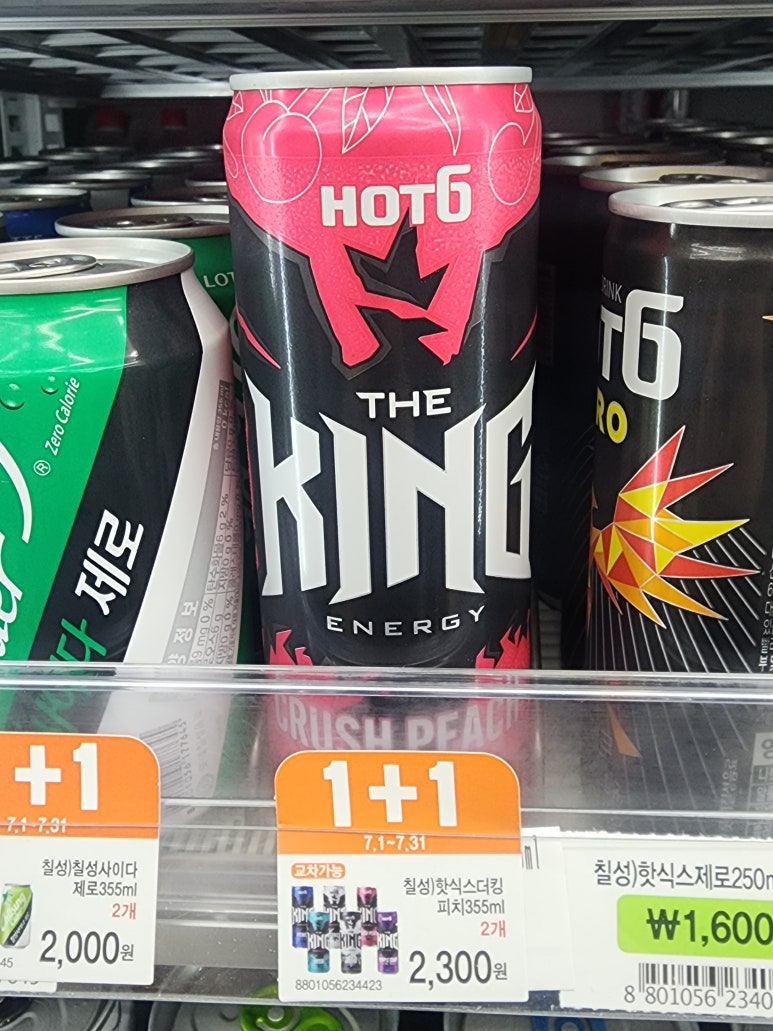 HOT6
THE
KING
ENERGY
CRUSH PEACH
LOT
® Zero Calorie
제로
T6
RO
+1
7.1~7.31
칠성)칠성사이다
제로355ml
2개
2,000원
1+1
7.1~7.31
교차가능
칠성)핫식스더킹
피치355ml
2개
2,300원
8801056234423
칠성)핫식스제로250m
₩1,600
8 801056 2340